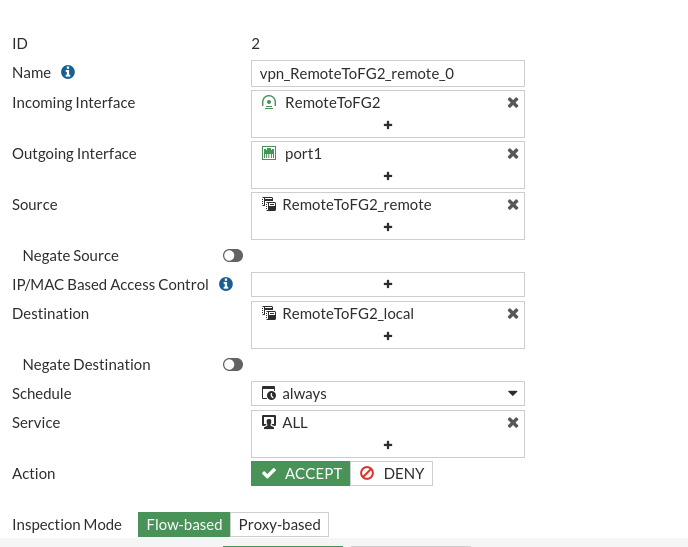 ID 2
Name vpn_RemoteToFG2_remote_0
Incoming Interface RemoteToFG2
Outgoing Interface port1
Source RemoteToFG2_remote
Negate Source
IP/MAC Based Access Control
Destination RemoteToFG2_local
Negate Destination
Schedule always
Service ALL
Action ACCEPT DENY
Inspection Mode Flow-based Proxy-based